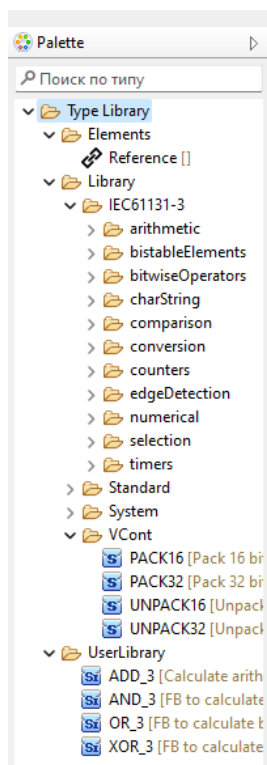 Palette
Поиск по типу
Type Library
Elements
Reference []
Library
IEC61131-3
arithmetic
bistableElements
bitwiseOperators
charString
comparison
conversion
counters
edgeDetection
numerical
selection
timers
Standard
System
VCont
PACK16 [Pack 16 bi
PACK32 [Pack 32 bi
UNPACK16 [Unpack
UNPACK32 [Unpack
UserLibrary
ADD_3 [Calculate arith
AND_3 [FB to calculate
OR_3 [FB to calculate b
XOR_3 [FB to calculate